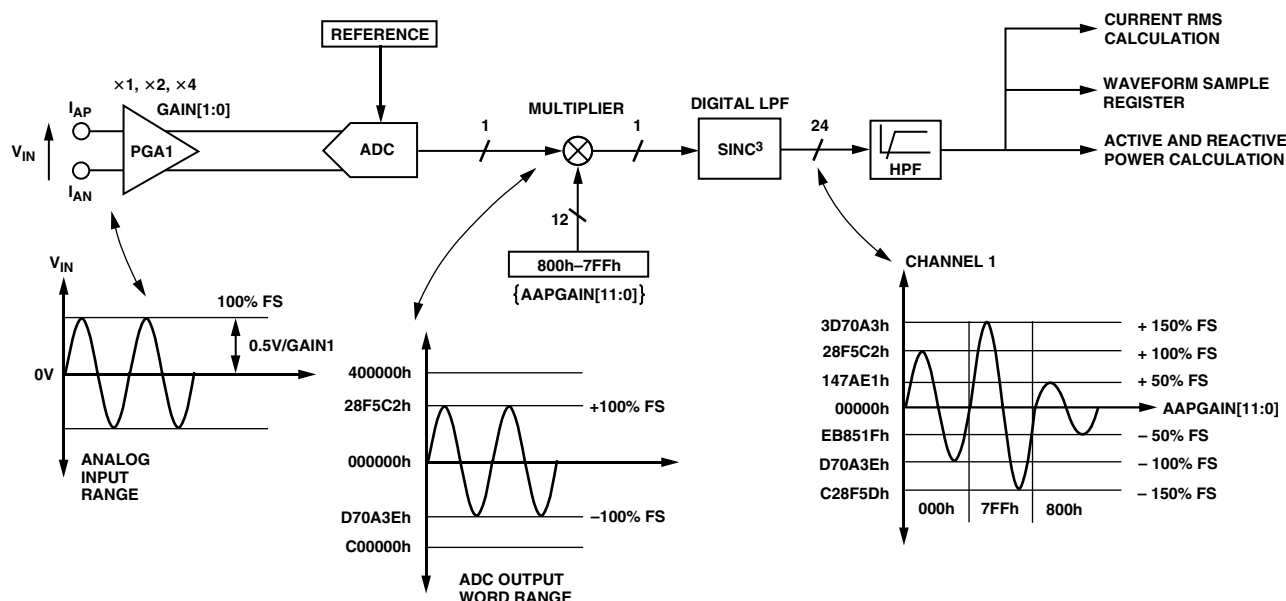 CURRENT RMS
CALCULATION
REFERENCE
×1, ×2, ×4
GAIN[1:0]
WAVEFORM SAMPLE
REGISTER
I_AP
MULTIPLIER
DIGITAL LPF
1
1
24
V_IN
PGA1
ADC
SINC³
HPF
ACTIVE AND REACTIVE
POWER CALCULATION
I_AN
12
800h–7FFh
{AAPGAIN[11:0]}
V_IN
100% FS
0.5V/GAIN1
0V
ANALOG
INPUT
RANGE
400000h
28F5C2h
+100% FS
000000h
D70A3Eh
–100% FS
C00000h
ADC OUTPUT
WORD RANGE
CHANNEL 1
3D70A3h
+ 150% FS
28F5C2h
+ 100% FS
147AE1h
+ 50% FS
00000h
AAPGAIN[11:0]
EB851Fh
– 50% FS
D70A3Eh
– 100% FS
C28F5Dh
– 150% FS
000h
7FFh
800h